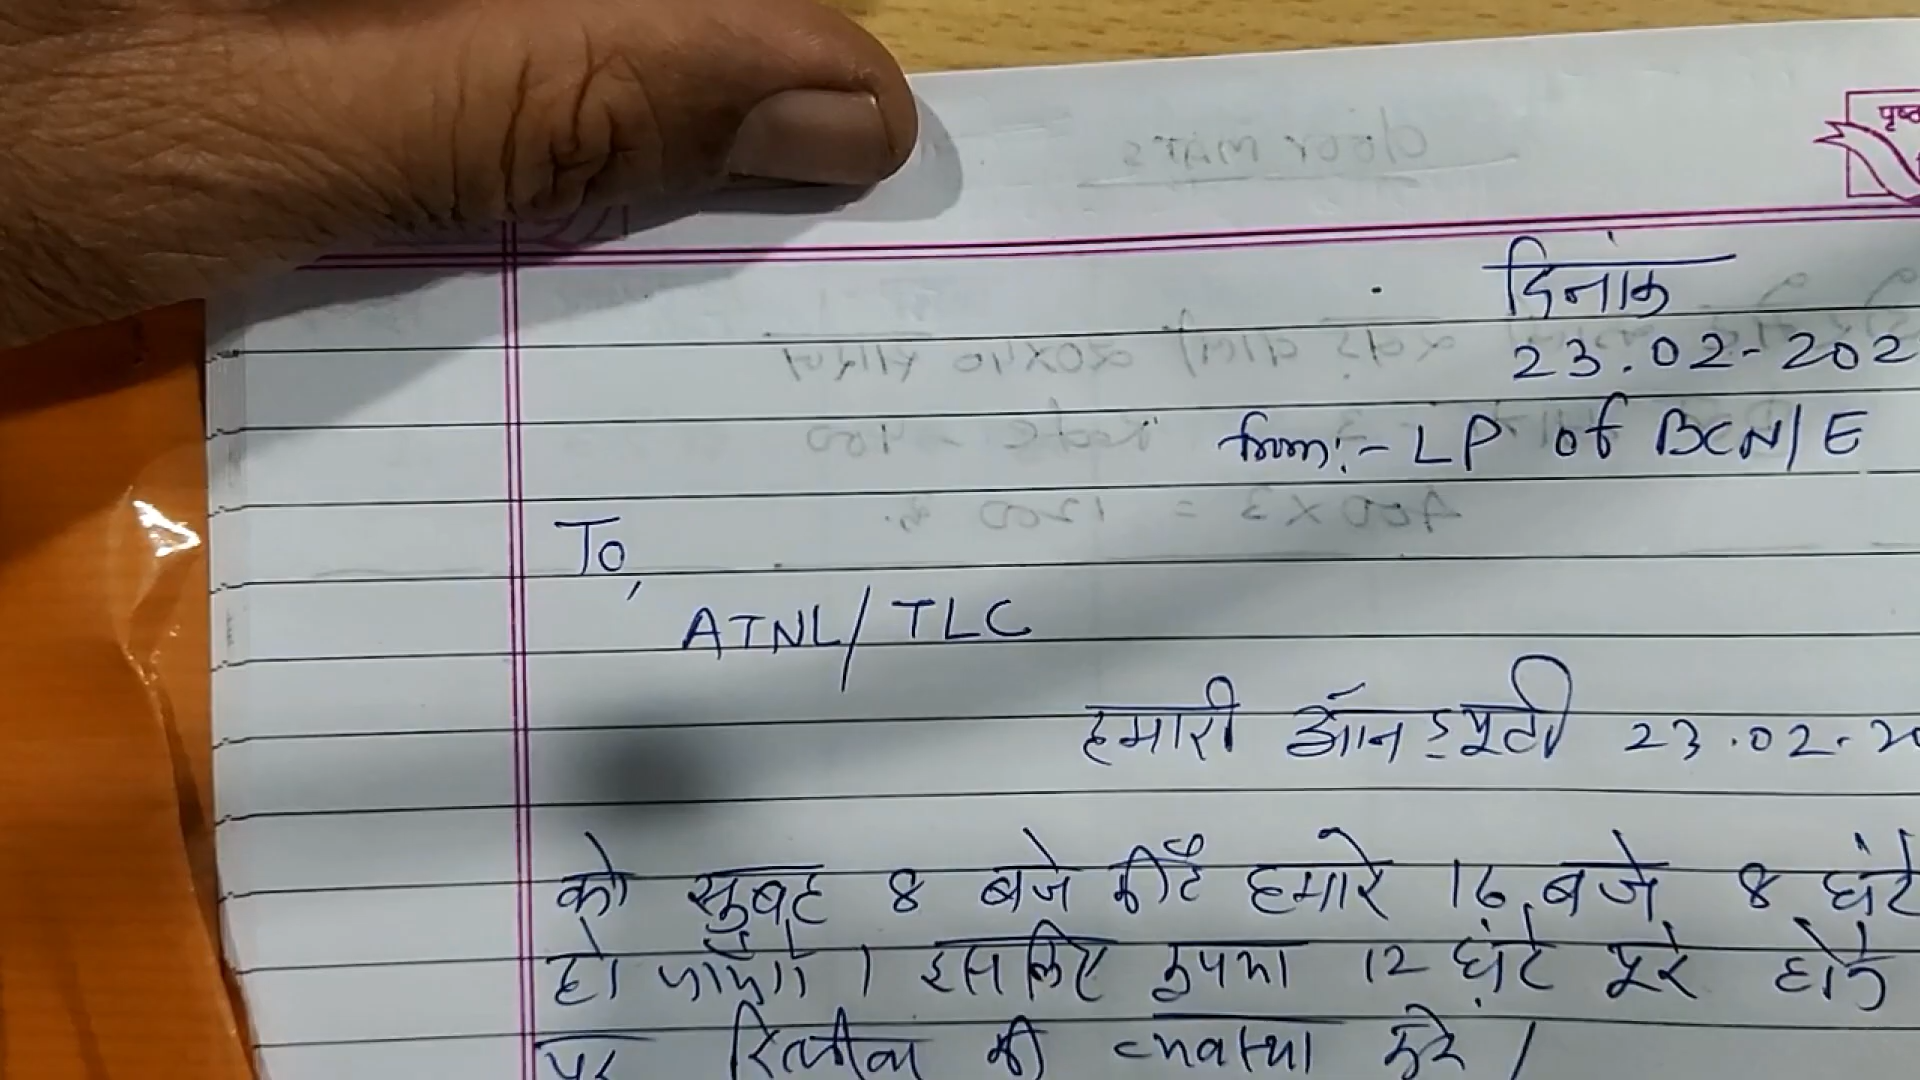 पृष्ठ
दिनांक
23.02-202
from:- LP of BCN/E
To,
ATNL/TLC
हमारी ऑन ड्यूटी 23.02.20
को सुबह 8 बजे की है हमारे 16 बजे 8 घंटे
हो जायेंगे । इसलिए कृपया 12 घंटे पूरे होने
पर रिलीव की व्यवस्था करे ।